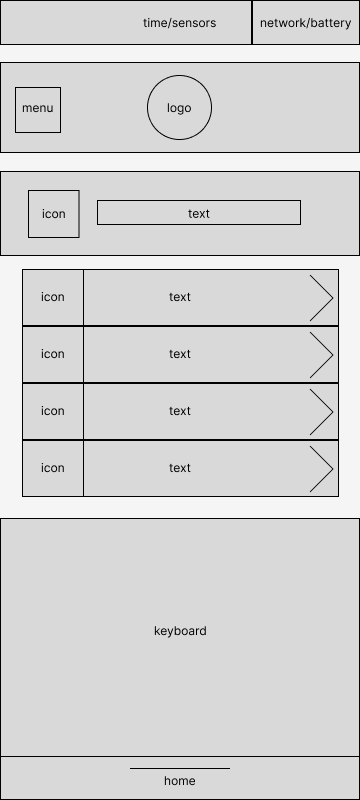 time/sensors
network/battery
menu
logo
icon
text
icon
text
icon
text
icon
text
icon
text
keyboard
home